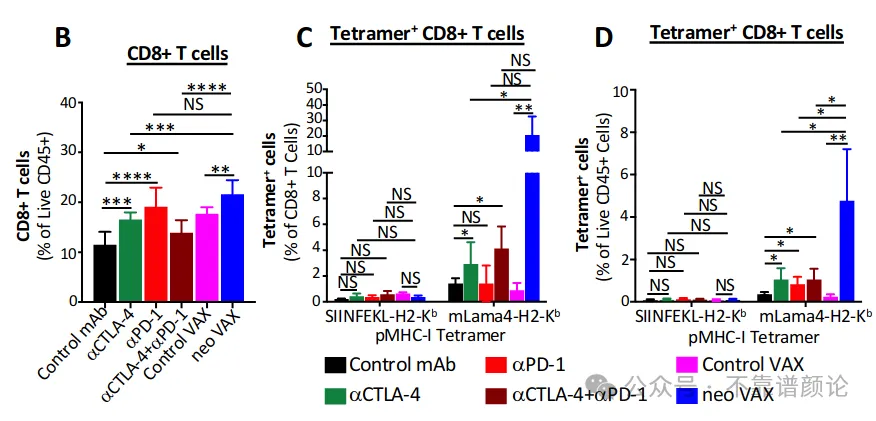 B
CD8+ T cells
CD8+ T cells
(% of Live CD45+)
40
30
20
10
0
****
NS
***
*
****
***
**
Control mAb
αCTLA-4
αPD-1
αCTLA-4+αPD-1
Control VAX
neo VAX
C
Tetramer+ CD8+ T cells
Tetramer+ cells
(% of CD8+ T Cells)
50
40
30
20
10
8
6
4
2
0
NS
NS
*
**
NS
NS
NS
NS
NS
NS
*
NS
*
SIINFEKL-H2-Kb
mLama4-H2-Kb
pMHC-I Tetramer
D
Tetramer+ CD8+ T cells
Tetramer+ cells
(% of Live CD45+ Cells)
10
8
6
4
2
0
*
*
*
**
NS
NS
NS
NS
NS
NS
*
*
*
SIINFEKL-H2-Kb
mLama4-H2-Kb
pMHC-I Tetramer
Control mAb
αPD-1
Control VAX
αCTLA-4
αCTLA-4+αPD-1
neo VAX
公众号 · 不靠谱颜论